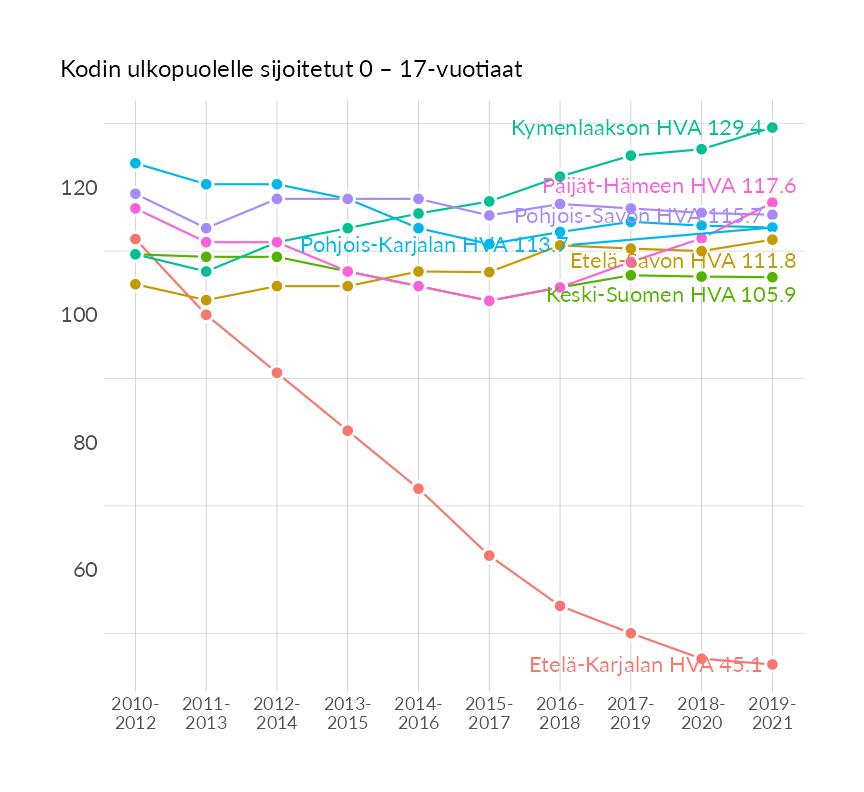 Kodin ulkopuolelle sijoitetut 0 – 17-vuotiaat
Kymenlaakson HVA 129.4
120
Päijät-Hämeen HVA 117.6
Pohjois-Savon HVA 115.7
Pohjois-Karjalan HVA 113.7
Etelä-Savon HVA 111.8
Keski-Suomen HVA 105.9
100
80
60
Etelä-Karjalan HVA 45.1
2010- 2011- 2012- 2013- 2014- 2015- 2016- 2017- 2018- 2019-
2012 2013 2014 2015 2016 2017 2018 2019 2020 2021